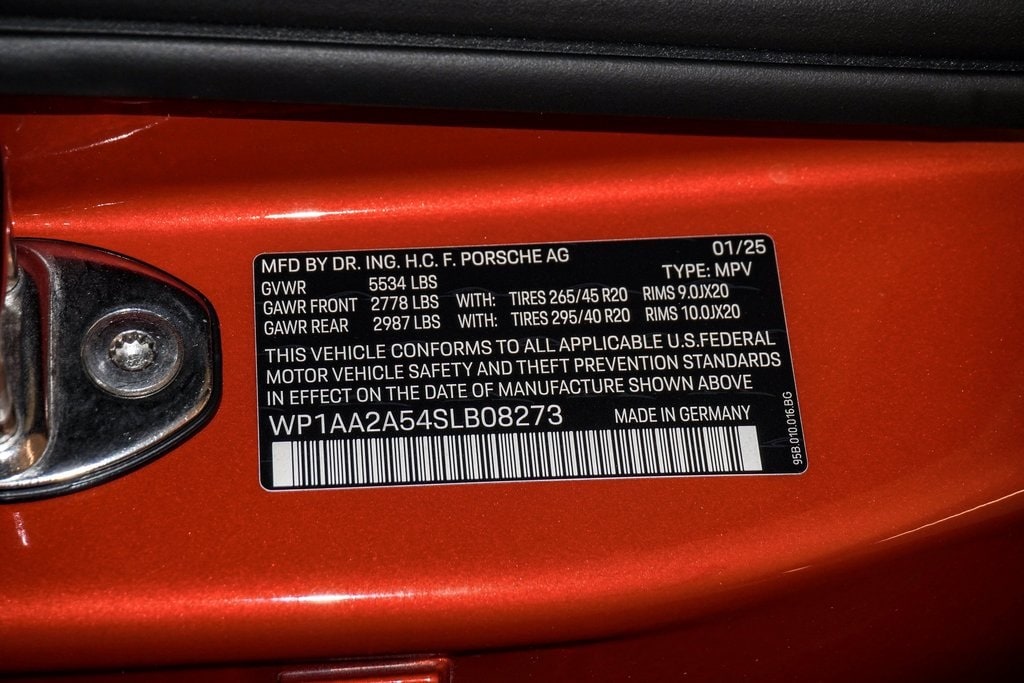 MFD BY DR. ING. H.C. F. PORSCHE AG 01/25
GVWR 5534 LBS TYPE: MPV
GAWR FRONT 2778 LBS WITH: TIRES 265/45 R20 RIMS 9.0JX20
GAWR REAR 2987 LBS WITH: TIRES 295/40 R20 RIMS 10.0JX20
THIS VEHICLE CONFORMS TO ALL APPLICABLE U.S.FEDERAL
MOTOR VEHICLE SAFETY AND THEFT PREVENTION STANDARDS
IN EFFECT ON THE DATE OF MANUFACTURE SHOWN ABOVE
WP1AA2A54SLB08273 MADE IN GERMANY
95B.010.016.BG